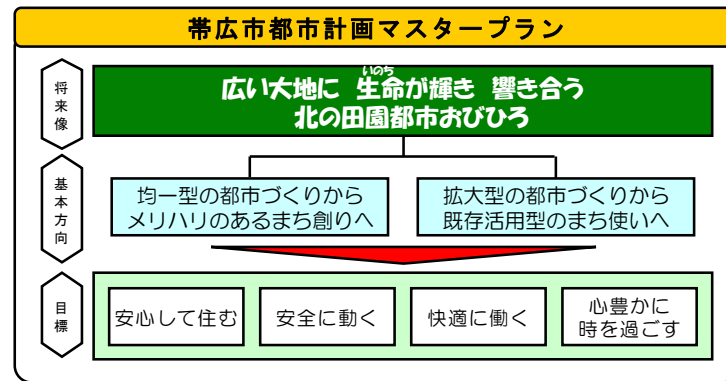 帯広市都市計画マスタープラン
将来像
いのち
広い大地に 生命が輝き 響き合う
北の田園都市おびひろ
基本方向
均一型の都市づくりから
メリハリのあるまち創りへ
拡大型の都市づくりから
既存活用型のまち使いへ
目標
安心して住む
安全に動く
快適に働く
心豊かに
時を過ごす